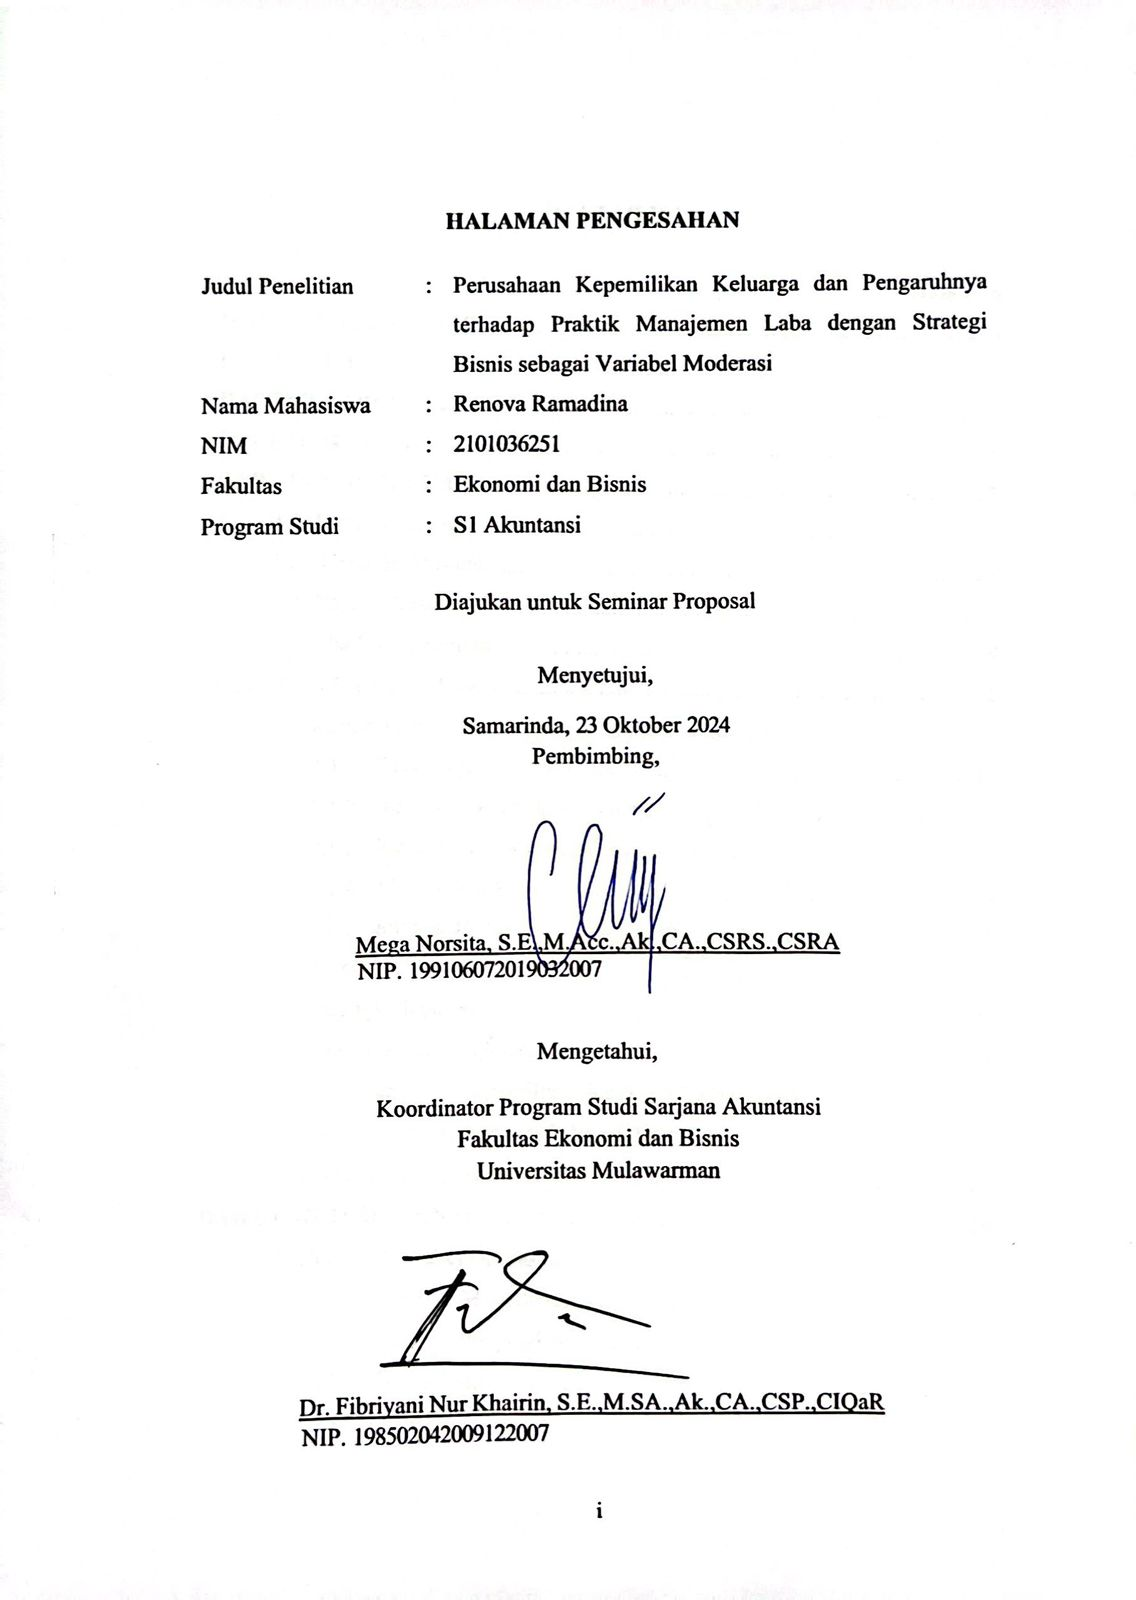 HALAMAN PENGESAHAN
Judul Penelitian : Perusahaan Kepemilikan Keluarga dan Pengaruhnya
terhadap Praktik Manajemen Laba dengan Strategi
Bisnis sebagai Variabel Moderasi
Nama Mahasiswa : Renova Ramadina
NIM : 2101036251
Fakultas : Ekonomi dan Bisnis
Program Studi : S1 Akuntansi
Diajukan untuk Seminar Proposal
Menyetujui,
Samarinda, 23 Oktober 2024
Pembimbing,
Mega Norsita, S.E.,M.Acc.,Ak.,CA.,CSRS.,CSRA
NIP. 199106072019032007
Mengetahui,
Koordinator Program Studi Sarjana Akuntansi
Fakultas Ekonomi dan Bisnis
Universitas Mulawarman
Dr. Fibriyani Nur Khairin, S.E.,M.SA.,Ak.,CA.,CSP.,CIQaR
NIP. 198502042009122007
i